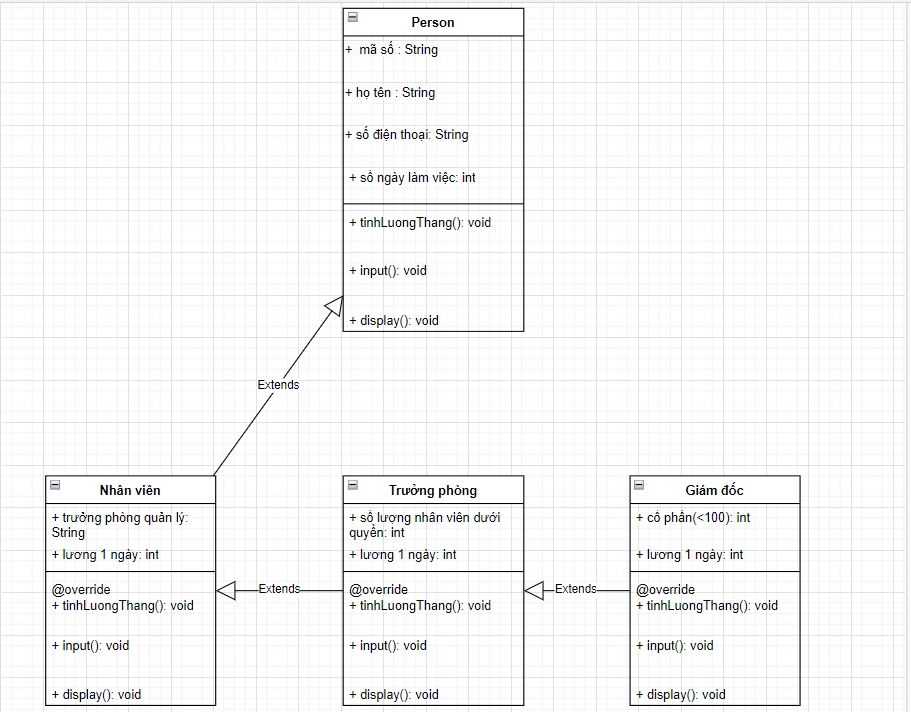 Person
+ mã số : String
+ họ tên : String
+ số điện thoại: String
+ số ngày làm việc: int
+ tinhLuongThang(): void
+ input(): void
+ display(): void
Extends
Nhân viên
+ trưởng phòng quản lý:
String
+ lương 1 ngày: int
@override
+ tinhLuongThang(): void
+ input(): void
+ display(): void
Extends
Trưởng phòng
+ số lượng nhân viên dưới
quyền: int
+ lương 1 ngày: int
@override
+ tinhLuongThang(): void
+ input(): void
+ display(): void
Extends
Giám đốc
+ cổ phần(<100): int
+ lương 1 ngày: int
@override
+ tinhLuongThang(): void
+ input(): void
+ display(): void